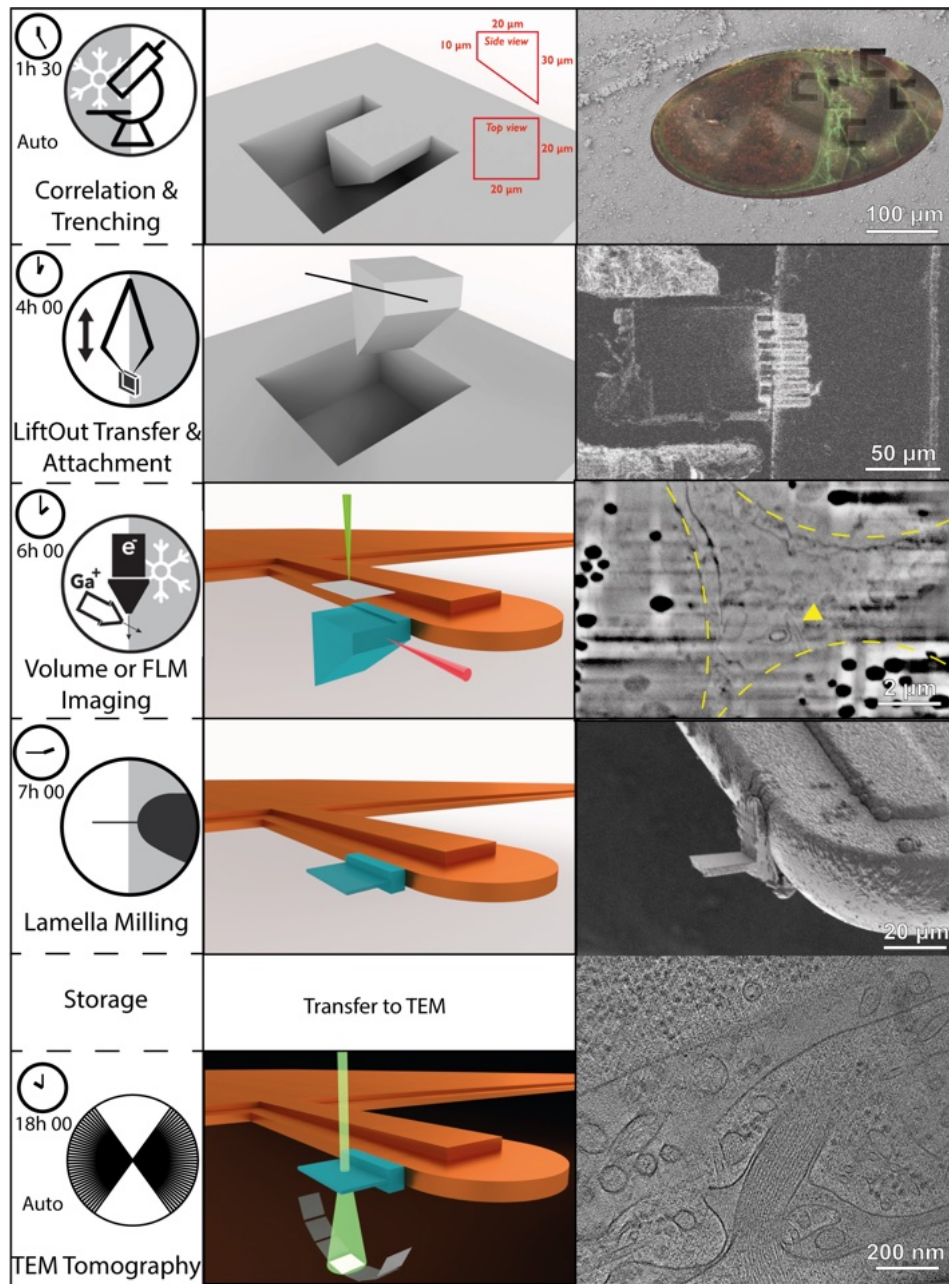 1h 30
Auto
Correlation &
Trenching
20 µm
Side view
10 µm
30 µm
Top view
20 µm
20 µm
100 µm
4h 00
LiftOut Transfer &
Attachment
50 µm
6h 00
e-
Ga+
Volume or FLM
Imaging
2 µm
7h 00
Lamella Milling
20 µm
Storage
Transfer to TEM
18h 00
Auto
TEM Tomography
200 nm